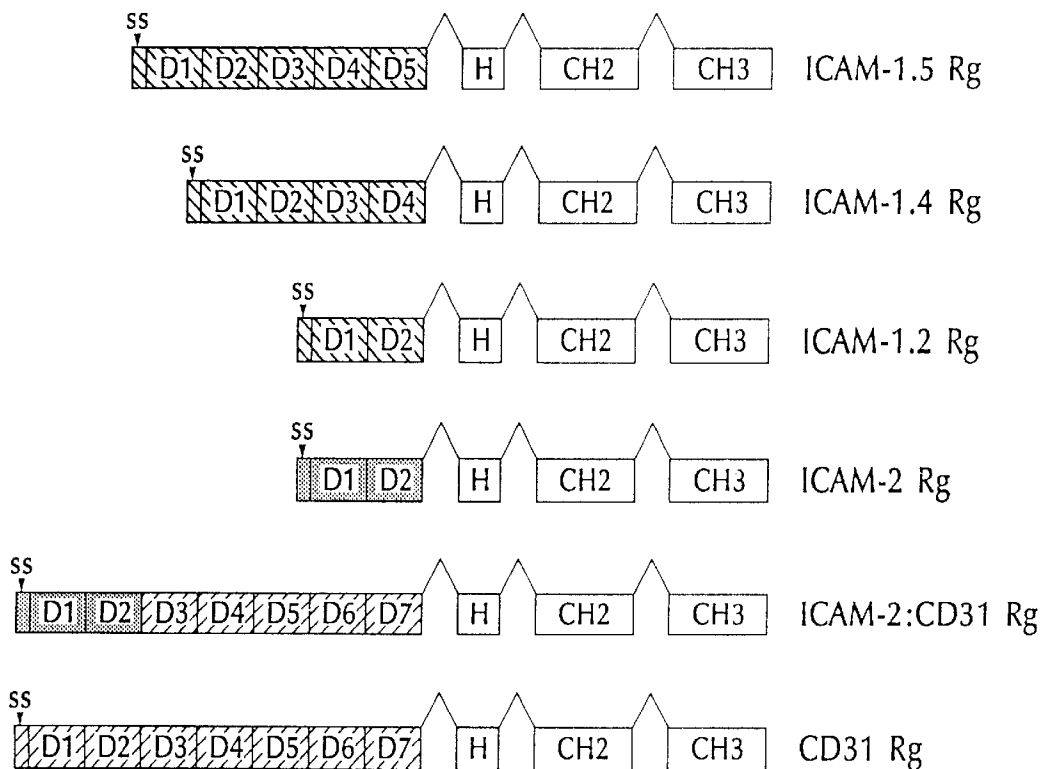 ss
D1 D2 D3 D4 D5 H CH2 CH3 ICAM-1.5 Rg
ss
D1 D2 D3 D4 H CH2 CH3 ICAM-1.4 Rg
ss
D1 D2 H CH2 CH3 ICAM-1.2 Rg
ss
D1 D2 H CH2 CH3 ICAM-2 Rg
ss
D1 D2 D3 D4 D5 D6 D7 H CH2 CH3 ICAM-2:CD31 Rg
ss
D1 D2 D3 D4 D5 D6 D7 H CH2 CH3 CD31 Rg